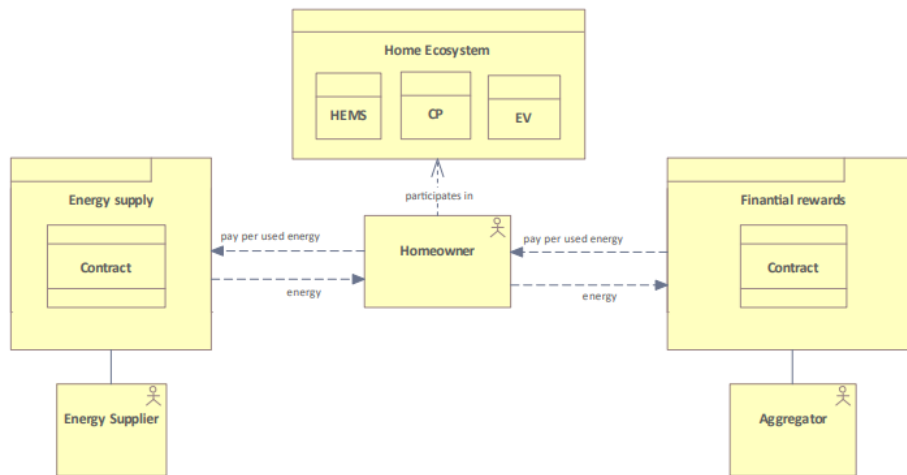 Home Ecosystem
HEMS
CP
EV
Energy supply
Contract
participates in
Finantial rewards
Contract
pay per used energy
Homeowner
pay per used energy
energy
energy
Energy Supplier
Aggregator